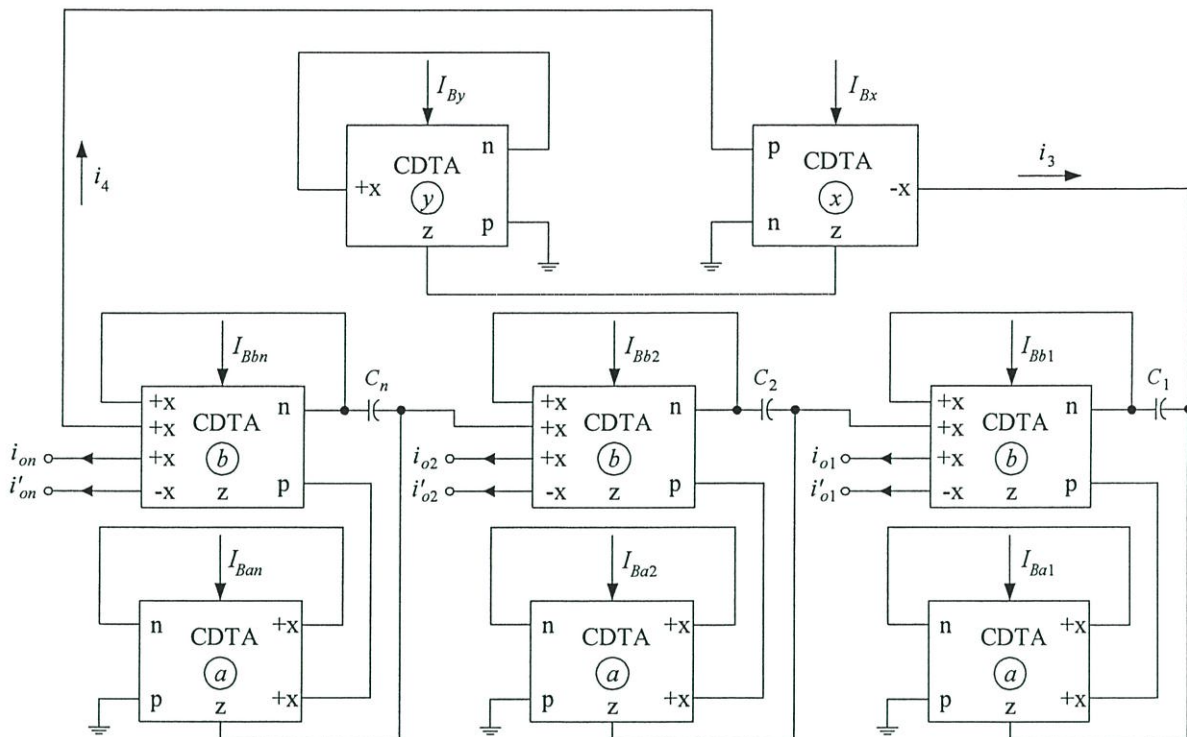 I_By
I_Bx
CDTA
y
+x
n
p
z
CDTA
x
p
n
-x
z
i_3
i_4
I_Bbn
I_Bb2
I_Bb1
C_n
C_2
C_1
+x
+x
+x
-x
CDTA
b
z
n
p
i_on
i'_on
+x
+x
+x
-x
CDTA
b
z
n
p
i_o2
i'_o2
+x
+x
+x
-x
CDTA
b
z
n
p
i_o1
i'_o1
I_Ban
I_Ba2
I_Ba1
n
p
CDTA
a
z
+x
+x
n
p
CDTA
a
z
+x
+x
n
p
CDTA
a
z
+x
+x